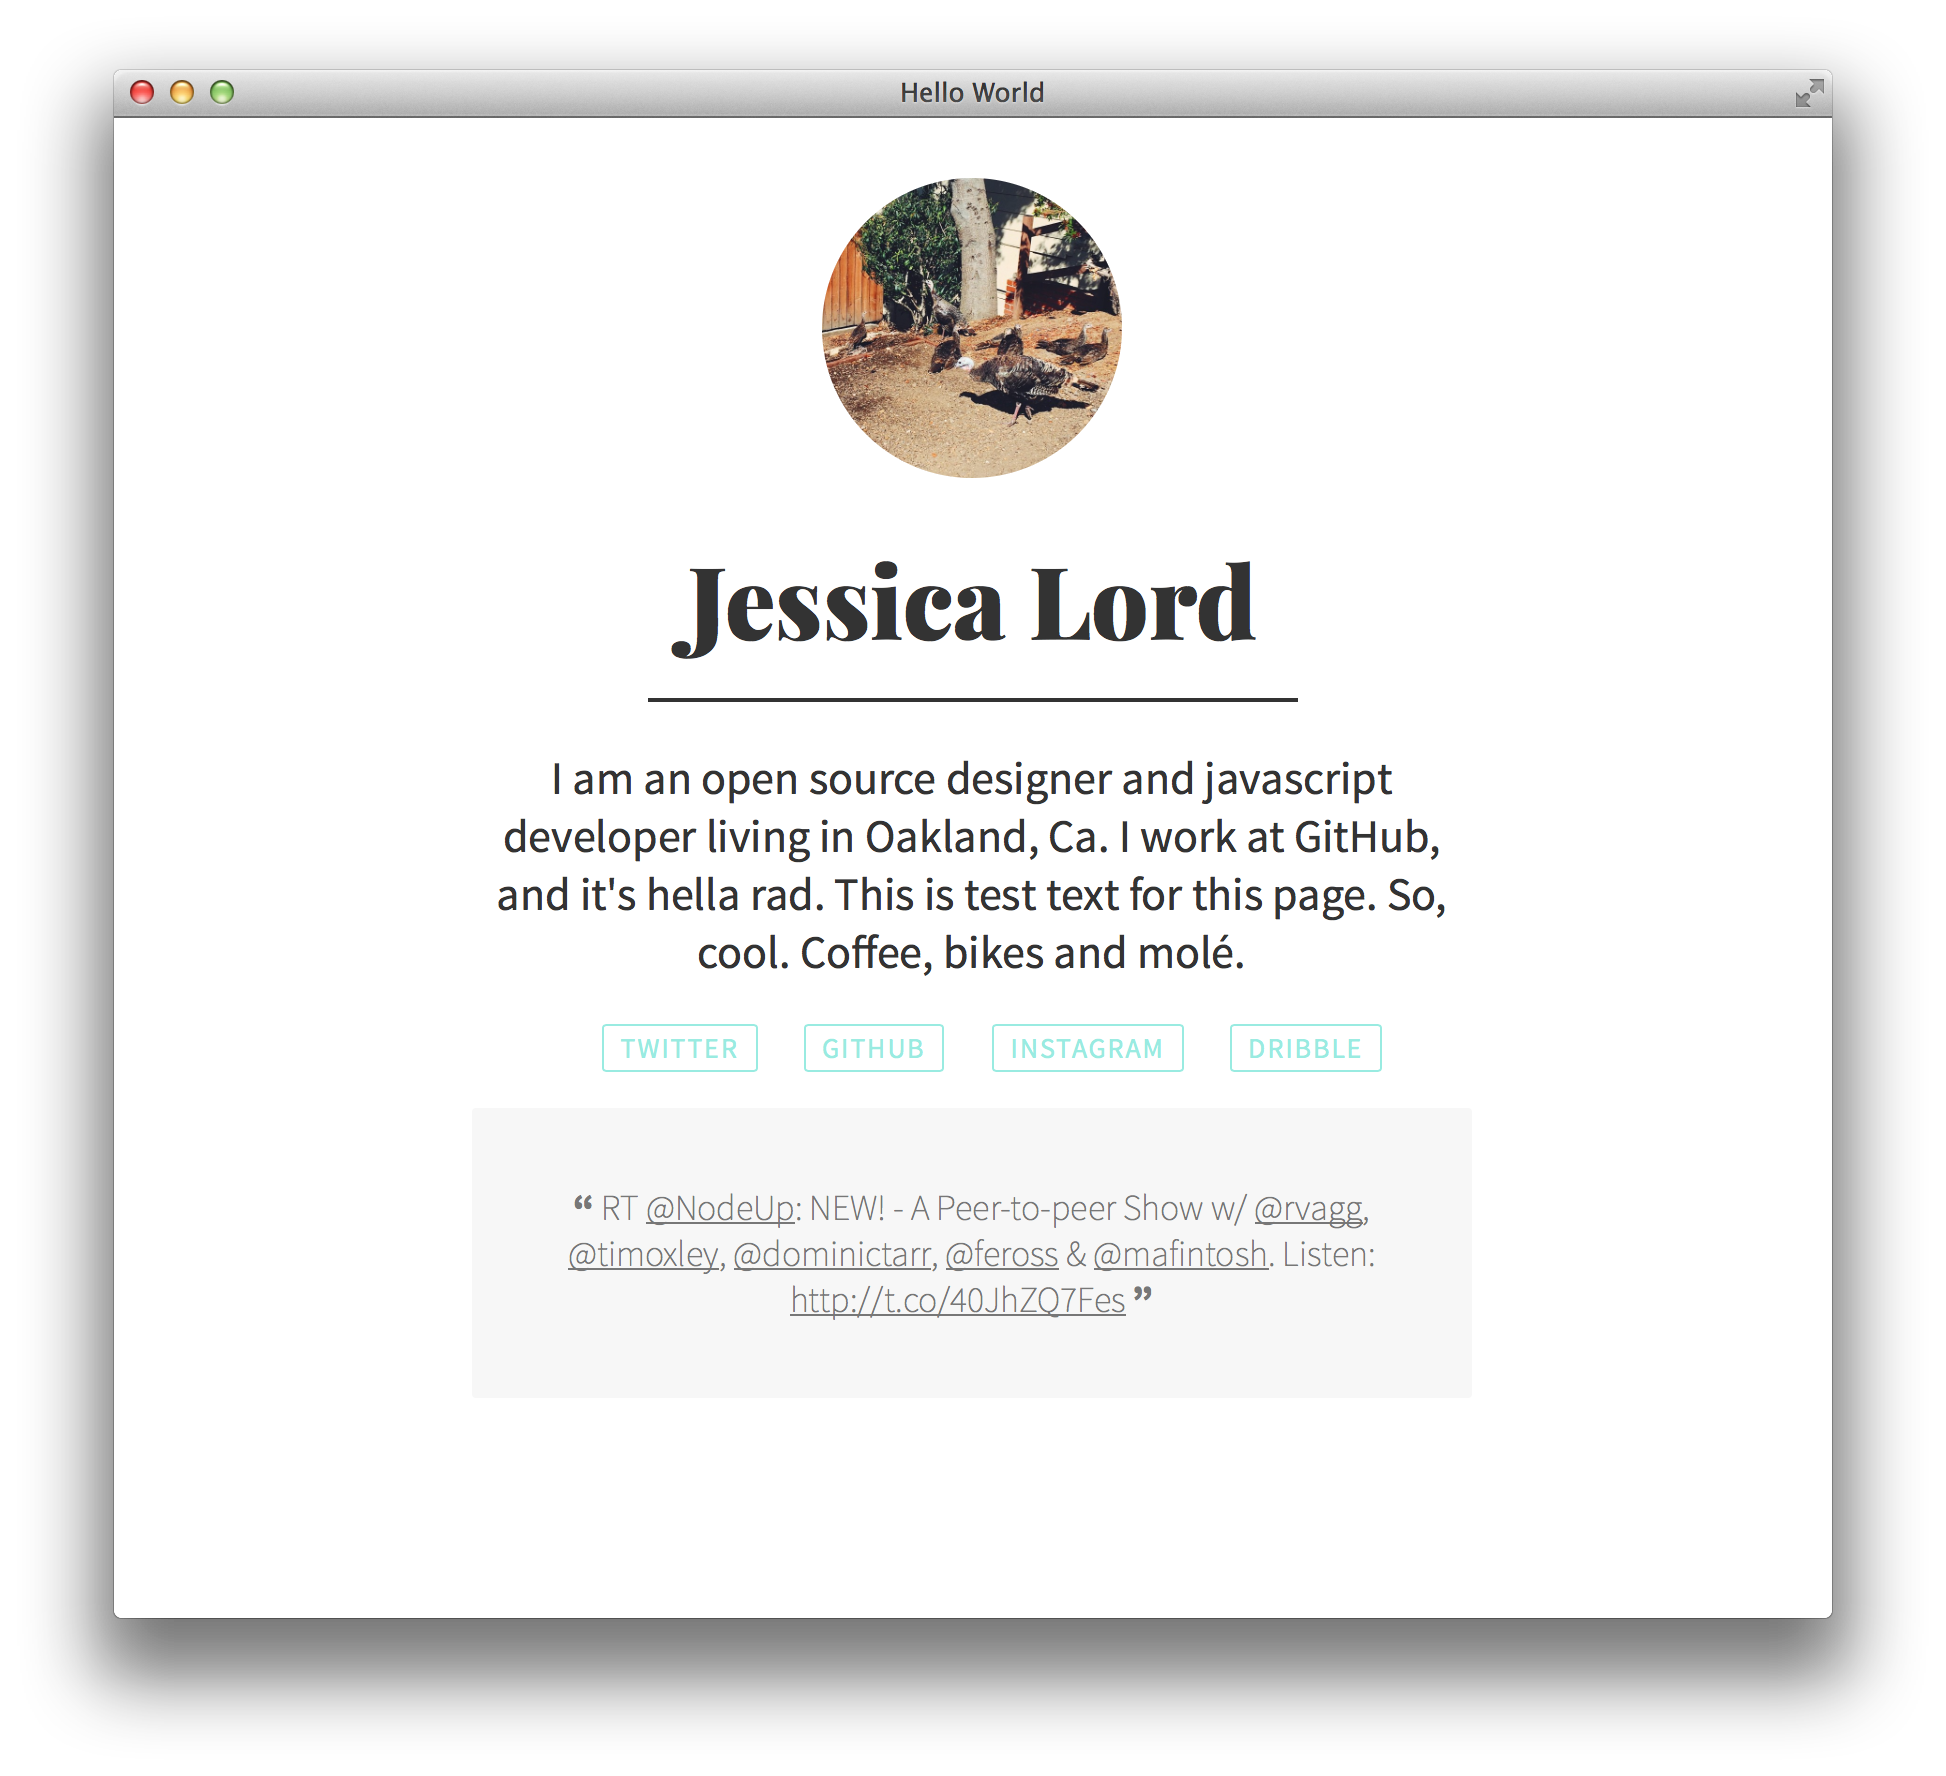 Hello World
Jessica Lord
I am an open source designer and javascript
developer living in Oakland, Ca. I work at GitHub,
and it's hella rad. This is test text for this page. So,
cool. Coffee, bikes and molé.
TWITTER GITHUB INSTAGRAM DRIBBLE
“ RT @NodeUp: NEW! - A Peer-to-peer Show w/ @rvagg,
@timoxley, @dominictarr, @feross & @mafintosh. Listen:
http://t.co/40JhZQ7Fes ”